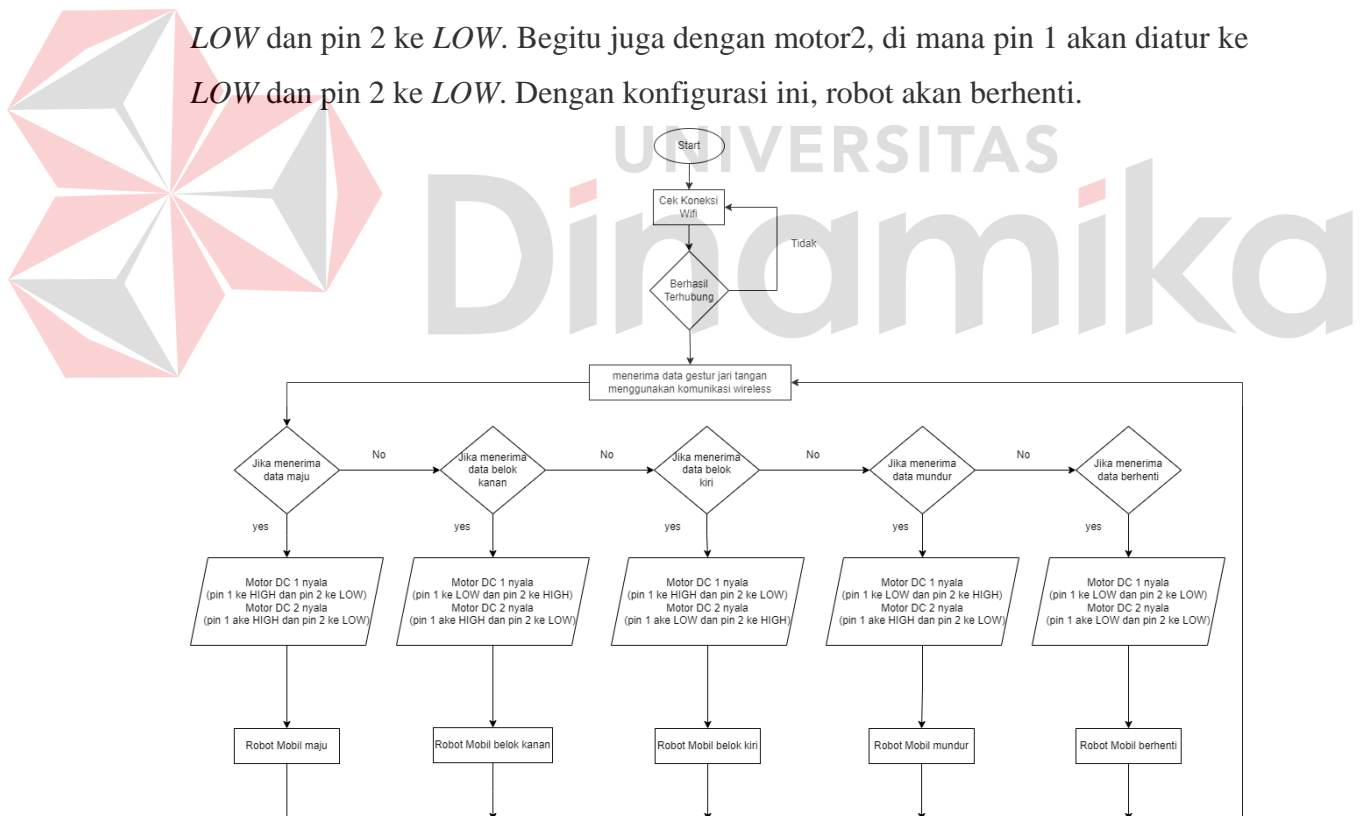 LOW dan pin 2 ke LOW. Begitu juga dengan motor2, di mana pin 1 akan diatur ke
LOW dan pin 2 ke LOW. Dengan konfigurasi ini, robot akan berhenti.
UNIVERSITAS
Dinamika
Start
Cek Koneksi
Wifi
Tidak
Berhasil
Terhubung
menerima data gestur jari tangan
menggunakan komunikasi wireless
Jika menerima
data maju
No
Jika menerima
data belok
kanan
No
Jika menerima
data belok
kiri
No
Jika menerima
data mundur
No
Jika menerima
data berhenti
yes
yes
yes
yes
yes
Motor DC 1 nyala
(pin 1 ke HIGH dan pin 2 ke LOW)
Motor DC 2 nyala
(pin 1 ake HIGH dan pin 2 ke LOW)
Motor DC 1 nyala
(pin 1 ke LOW dan pin 2 ke HIGH)
Motor DC 2 nyala
(pin 1 ake HIGH dan pin 2 ke LOW)
Motor DC 1 nyala
(pin 1 ke HIGH dan pin 2 ke LOW)
Motor DC 2 nyala
(pin 1 ake LOW dan pin 2 ke HIGH)
Motor DC 1 nyala
(pin 1 ke LOW dan pin 2 ke HIGH)
Motor DC 2 nyala
(pin 1 ake HIGH dan pin 2 ke LOW)
Motor DC 1 nyala
(pin 1 ke LOW dan pin 2 ke LOW)
Motor DC 2 nyala
(pin 1 ake LOW dan pin 2 ke LOW)
Robot Mobil maju
Robot Mobil belok kanan
Robot Mobil belok kiri
Robot Mobil mundur
Robot Mobil berhenti